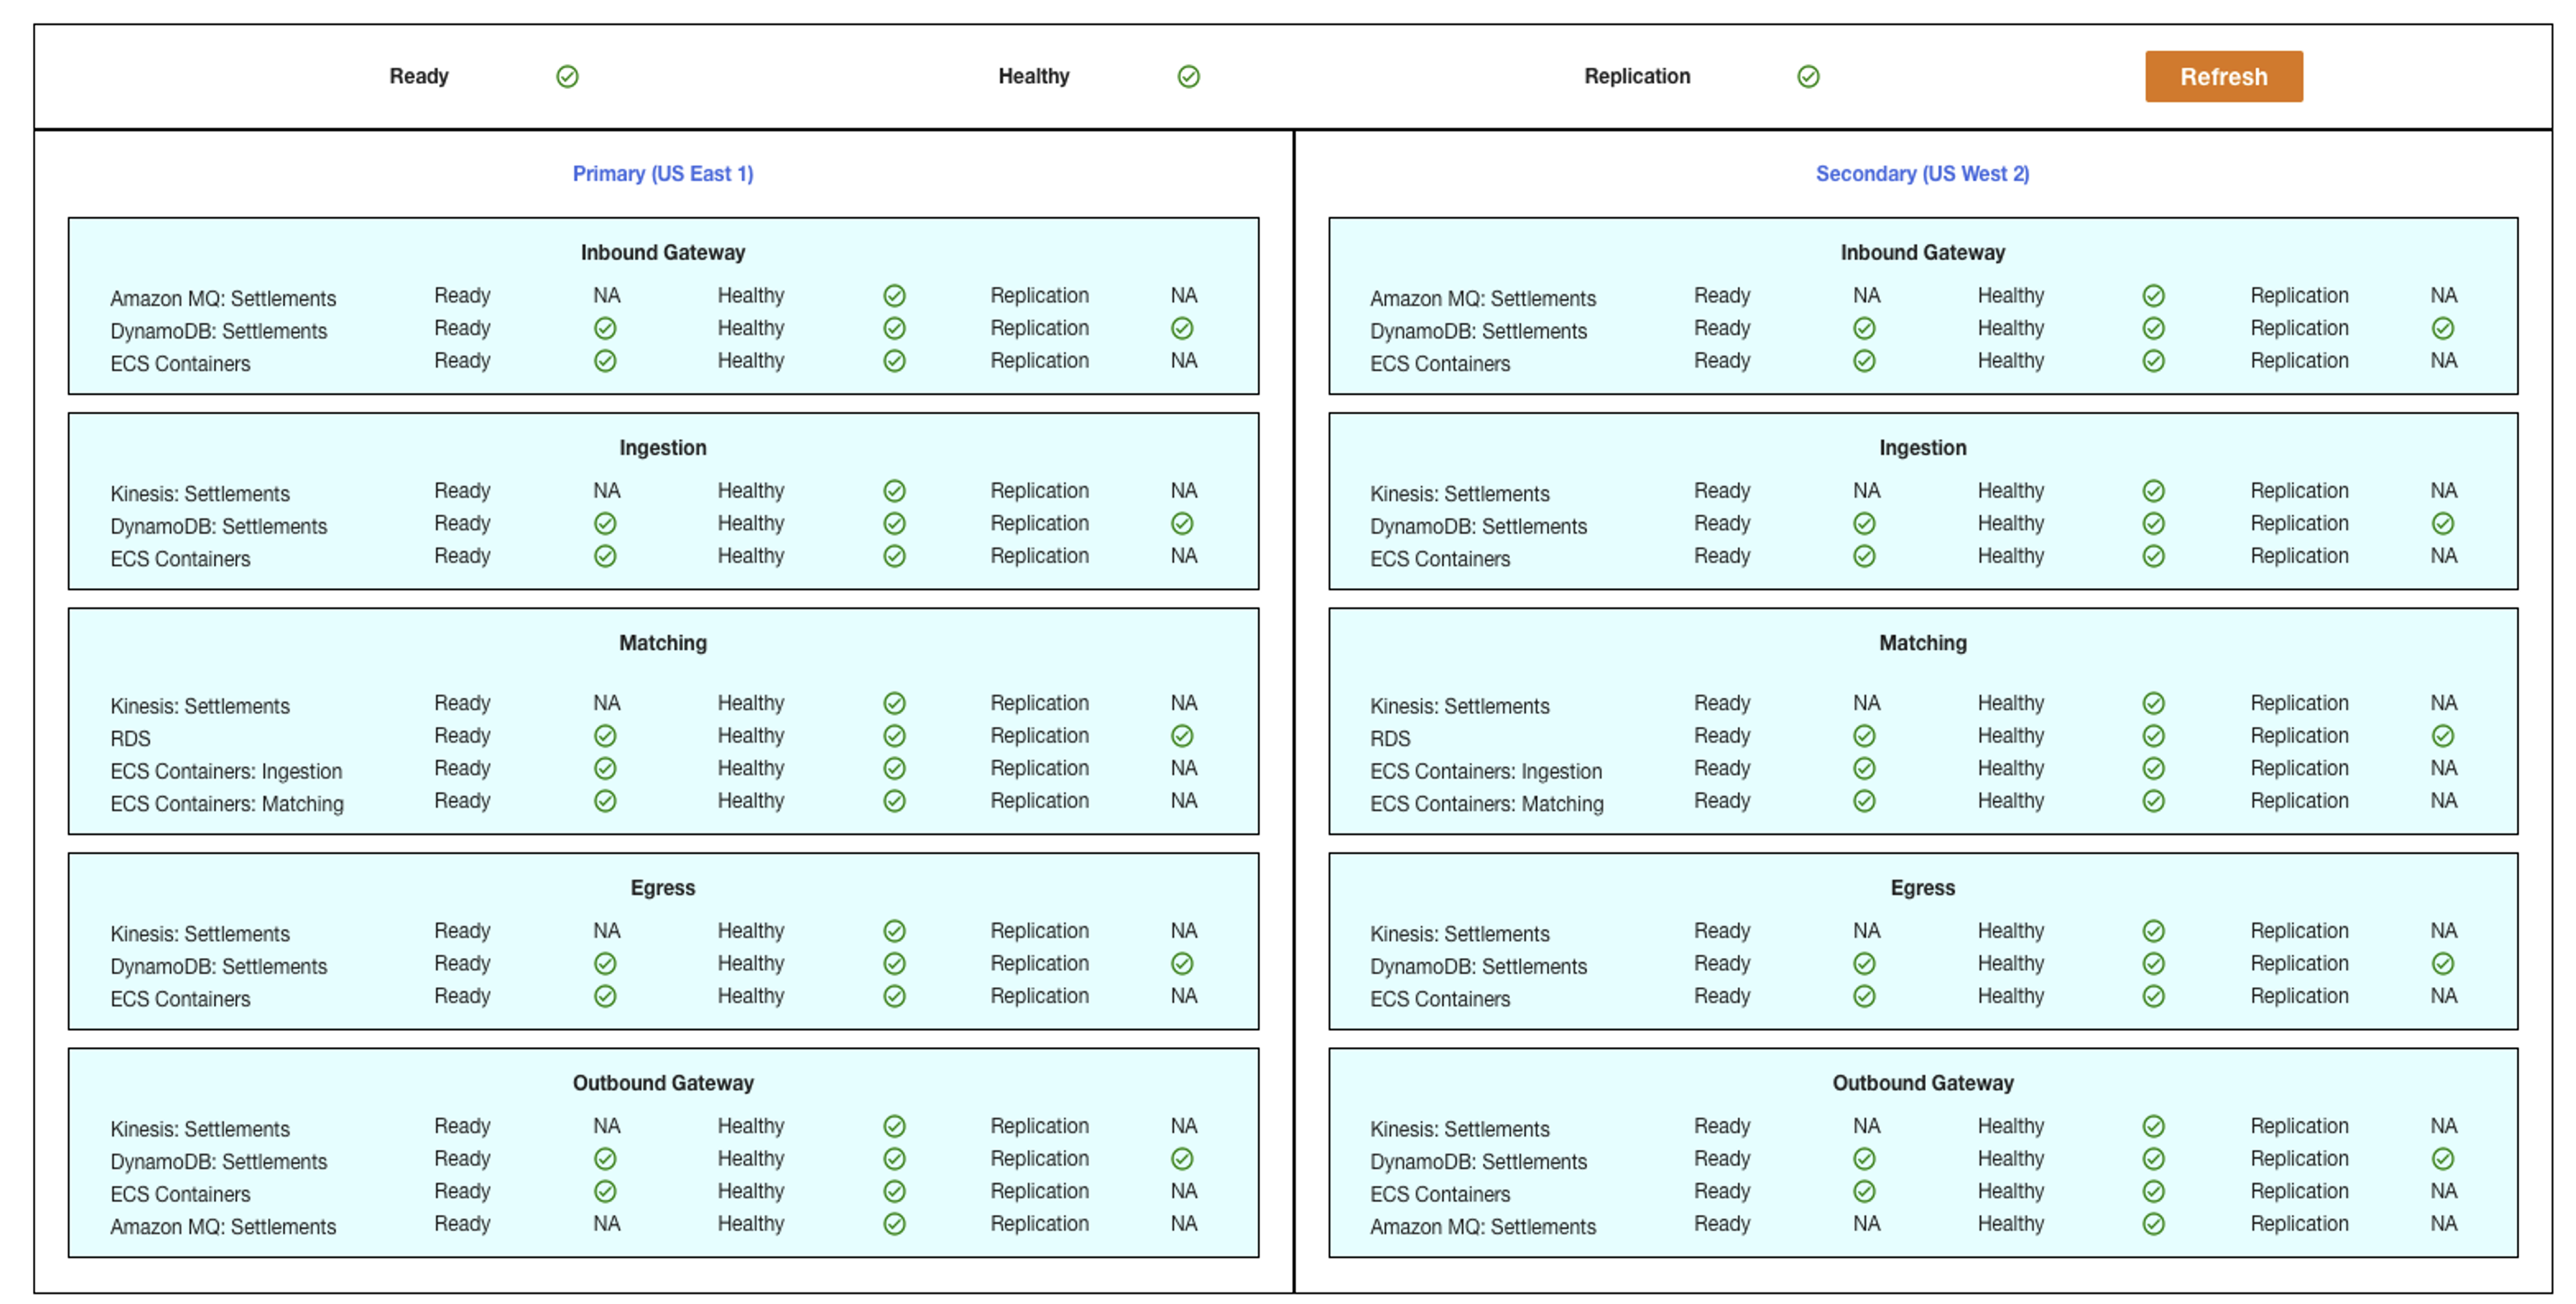 Ready Healthy Replication Refresh
Primary (US East 1)
Inbound Gateway
Amazon MQ: Settlements Ready NA Healthy Replication NA
DynamoDB: Settlements Ready Healthy Replication
ECS Containers Ready Healthy Replication NA
Ingestion
Kinesis: Settlements Ready NA Healthy Replication NA
DynamoDB: Settlements Ready Healthy Replication
ECS Containers Ready Healthy Replication NA
Matching
Kinesis: Settlements Ready NA Healthy Replication NA
RDS Ready Healthy Replication
ECS Containers: Ingestion Ready Healthy Replication NA
ECS Containers: Matching Ready Healthy Replication NA
Egress
Kinesis: Settlements Ready NA Healthy Replication NA
DynamoDB: Settlements Ready Healthy Replication
ECS Containers Ready Healthy Replication NA
Outbound Gateway
Kinesis: Settlements Ready NA Healthy Replication NA
DynamoDB: Settlements Ready Healthy Replication
ECS Containers Ready Healthy Replication NA
Amazon MQ: Settlements Ready NA Healthy Replication NA
Secondary (US West 2)
Inbound Gateway
Amazon MQ: Settlements Ready NA Healthy Replication NA
DynamoDB: Settlements Ready Healthy Replication
ECS Containers Ready Healthy Replication NA
Ingestion
Kinesis: Settlements Ready NA Healthy Replication NA
DynamoDB: Settlements Ready Healthy Replication
ECS Containers Ready Healthy Replication NA
Matching
Kinesis: Settlements Ready NA Healthy Replication NA
RDS Ready Healthy Replication
ECS Containers: Ingestion Ready Healthy Replication NA
ECS Containers: Matching Ready Healthy Replication NA
Egress
Kinesis: Settlements Ready NA Healthy Replication NA
DynamoDB: Settlements Ready Healthy Replication
ECS Containers Ready Healthy Replication NA
Outbound Gateway
Kinesis: Settlements Ready NA Healthy Replication NA
DynamoDB: Settlements Ready Healthy Replication
ECS Containers Ready Healthy Replication NA
Amazon MQ: Settlements Ready NA Healthy Replication NA